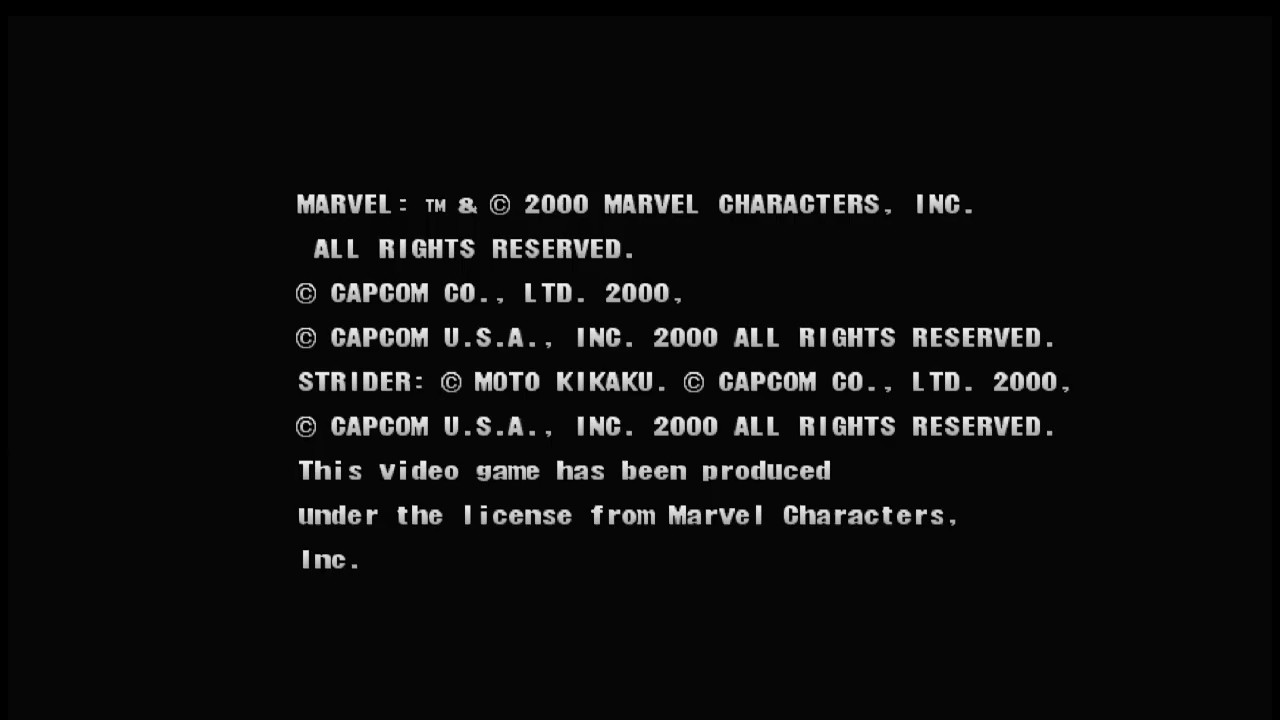 MARVEL: ™ & © 2000 MARVEL CHARACTERS, INC.
ALL RIGHTS RESERVED.
© CAPCOM CO., LTD. 2000,
© CAPCOM U.S.A., INC. 2000 ALL RIGHTS RESERVED.
STRIDER: © MOTO KIKAKU. © CAPCOM CO., LTD. 2000,
© CAPCOM U.S.A., INC. 2000 ALL RIGHTS RESERVED.
This video game has been produced
under the license from Marvel Characters,
Inc.